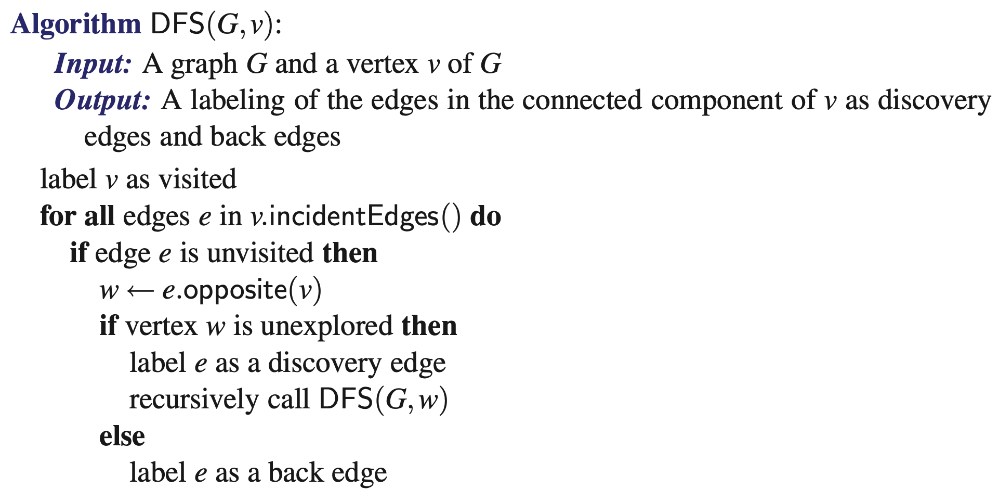 Algorithm DFS(G, v):
Input: A graph G and a vertex v of G
Output: A labeling of the edges in the connected component of v as discovery
edges and back edges
label v as visited
for all edges e in v.incidentEdges() do
if edge e is unvisited then
w ← e.opposite(v)
if vertex w is unexplored then
label e as a discovery edge
recursively call DFS(G, w)
else
label e as a back edge